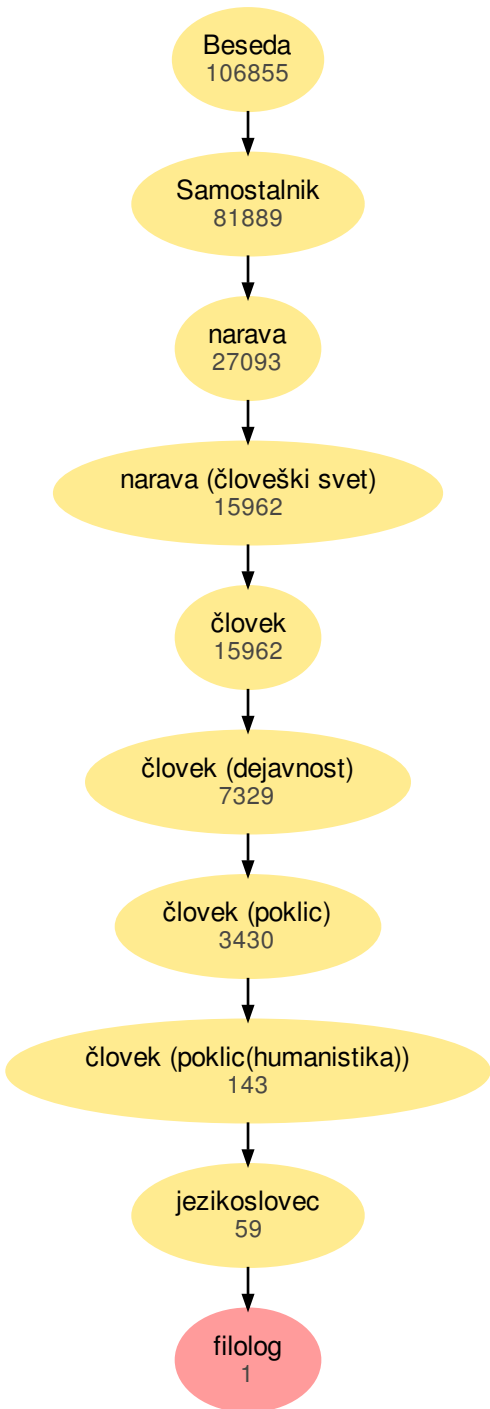 Beseda
106855
Samostalnik
81889
narava
27093
narava (človeški svet)
15962
človek
15962
človek (dejavnost)
7329
človek (poklic)
3430
človek (poklic(humanistika))
143
jezikoslovec
59
filolog
1